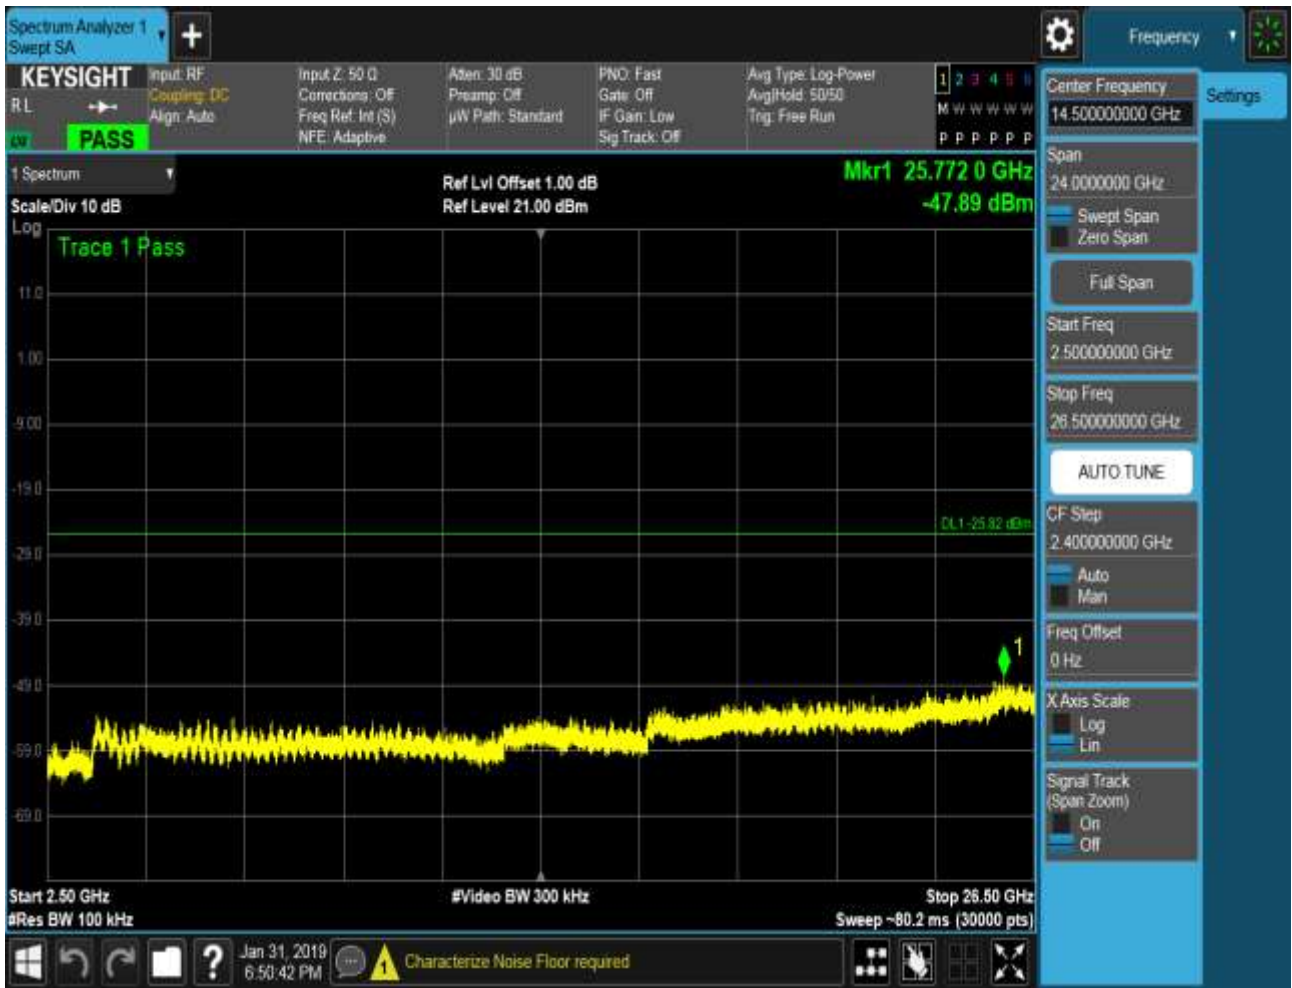 Spectrum Analyzer 1
Swept SA
Frequency
KEYSIGHT
R L
PASS
Input: RF
Coupling: DC
Align: Auto
Input Z: 50 Ω
Corrections: Off
Freq Ref: Int (S)
NFE: Adaptive
Atten: 30 dB
Preamp: Off
µW Path: Standard
PNO: Fast
Gate: Off
IF Gain: Low
Sig Track: Off
Avg Type: Log-Power
Avg|Hold: 50/50
Trig: Free Run
1 2 3 4 5 6
M W W W W W
P P P P P P
1 Spectrum
Scale/Div 10 dB
Ref Lvl Offset 1.00 dB
Ref Level 21.00 dBm
Mkr1 25.772 0 GHz
-47.89 dBm
Log
Trace 1 Pass
11.0
1.00
-9.00
-19.0
DL1 -25.82 dBm
-29.0
-39.0
1
-49.0
-59.0
-69.0
Start 2.50 GHz
#Video BW 300 kHz
Stop 26.50 GHz
#Res BW 100 kHz
Sweep ~80.2 ms (30000 pts)
Center Frequency
14.500000000 GHz
Settings
Span
24.0000000 GHz
Swept Span
Zero Span
Full Span
Start Freq
2.500000000 GHz
Stop Freq
26.500000000 GHz
AUTO TUNE
CF Step
2.400000000 GHz
Auto
Man
Freq Offset
0 Hz
X Axis Scale
Log
Lin
Signal Track
(Span Zoom)
On
Off
?
Jan 31, 2019
6:50:42 PM
1
Characterize Noise Floor required